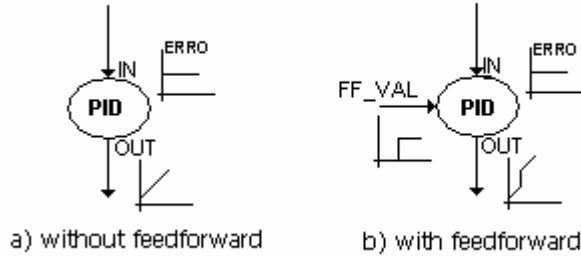 ERRO
IN
PID
OUT
a) without feedforward
ERRO
IN
FF_VAL
PID
OUT
b) with feedforward